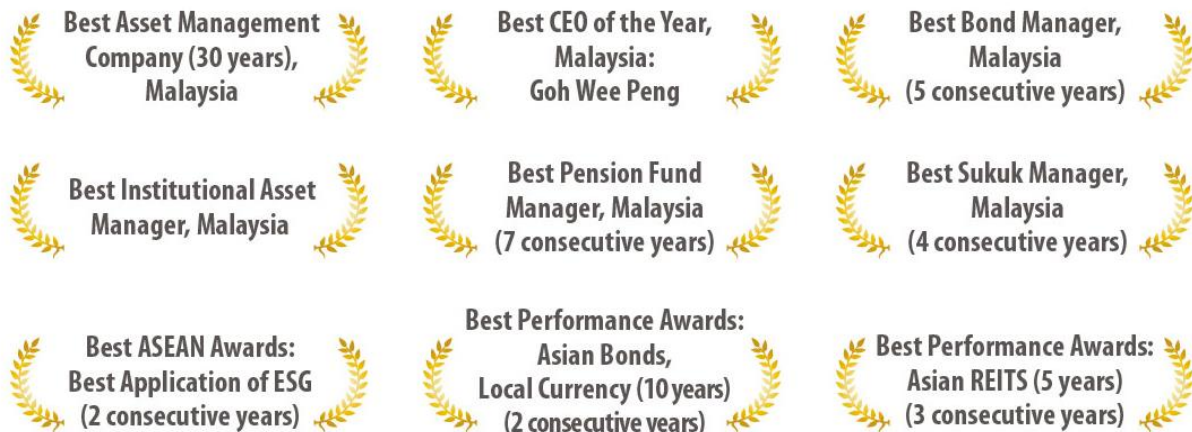 Best Asset Management
Company (30 years),
Malaysia
Best CEO of the Year,
Malaysia:
Goh Wee Peng
Best Bond Manager,
Malaysia
(5 consecutive years)
Best Institutional Asset
Manager, Malaysia
Best Pension Fund
Manager, Malaysia
(7 consecutive years)
Best Sukuk Manager,
Malaysia
(4 consecutive years)
Best ASEAN Awards:
Best Application of ESG
(2 consecutive years)
Best Performance Awards:
Asian Bonds,
Local Currency (10 years)
(2 consecutive years)
Best Performance Awards:
Asian REITS (5 years)
(3 consecutive years)